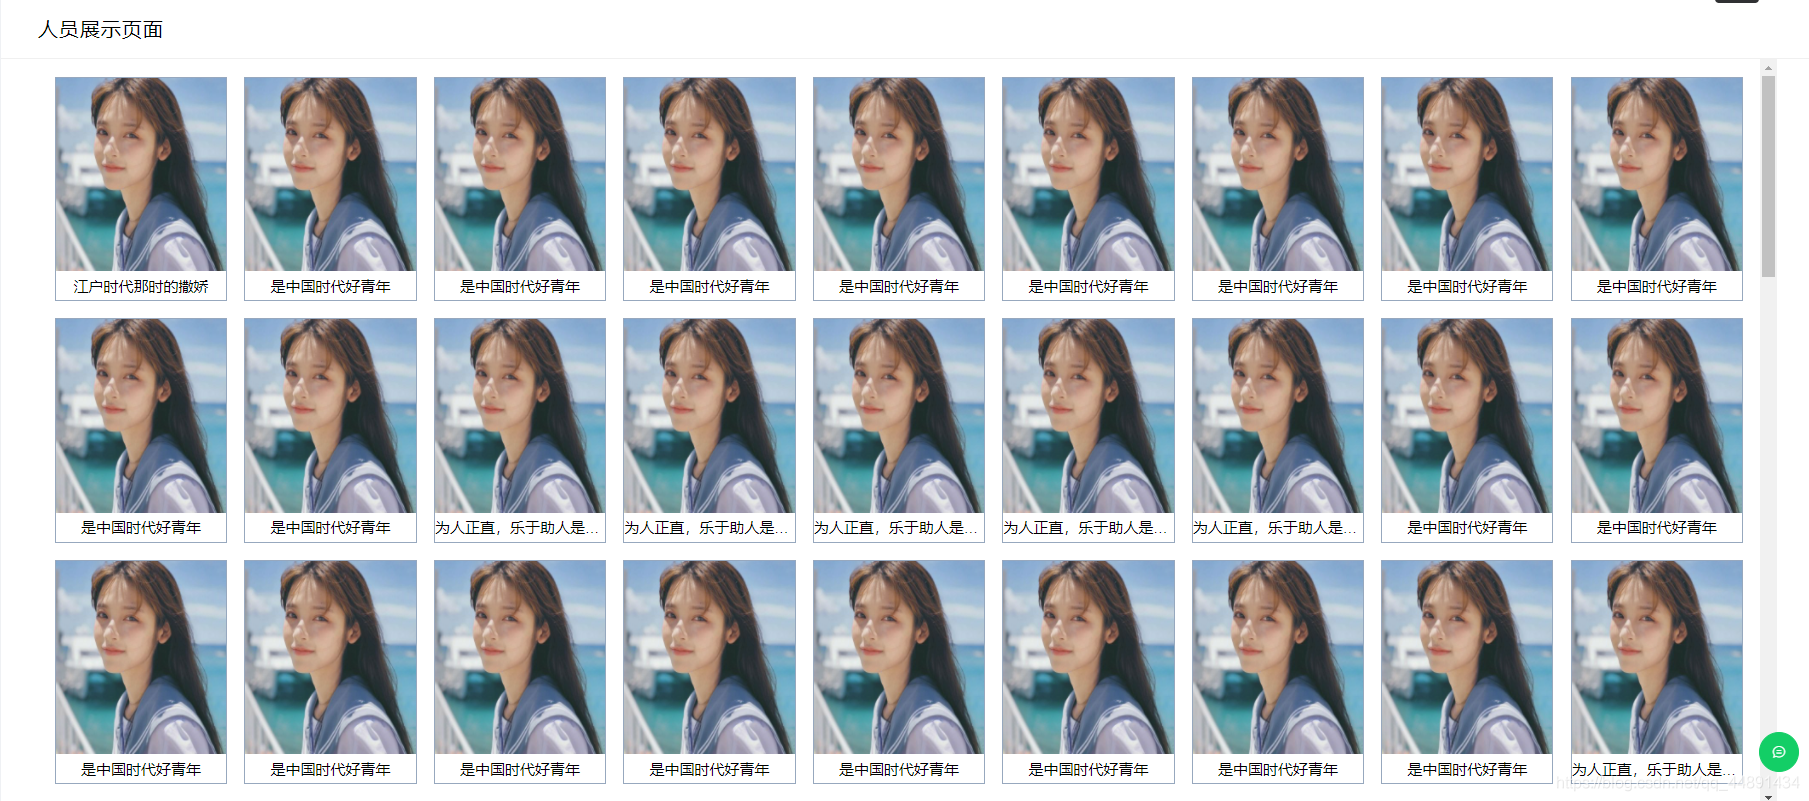 人员展示页面
江户时代那时的撒娇 是中国时代好青年 是中国时代好青年 是中国时代好青年 是中国时代好青年 是中国时代好青年 是中国时代好青年 是中国时代好青年 是中国时代好青年
是中国时代好青年 是中国时代好青年 为人正直，乐于助人是... 为人正直，乐于助人是... 为人正直，乐于助人是... 为人正直，乐于助人是... 为人正直，乐于助人是... 是中国时代好青年 是中国时代好青年
是中国时代好青年 是中国时代好青年 是中国时代好青年 是中国时代好青年 是中国时代好青年 是中国时代好青年 是中国时代好青年 是中国时代好青年 为人正直，乐于助人是...
https://blog.csdn.net/qq_44891434